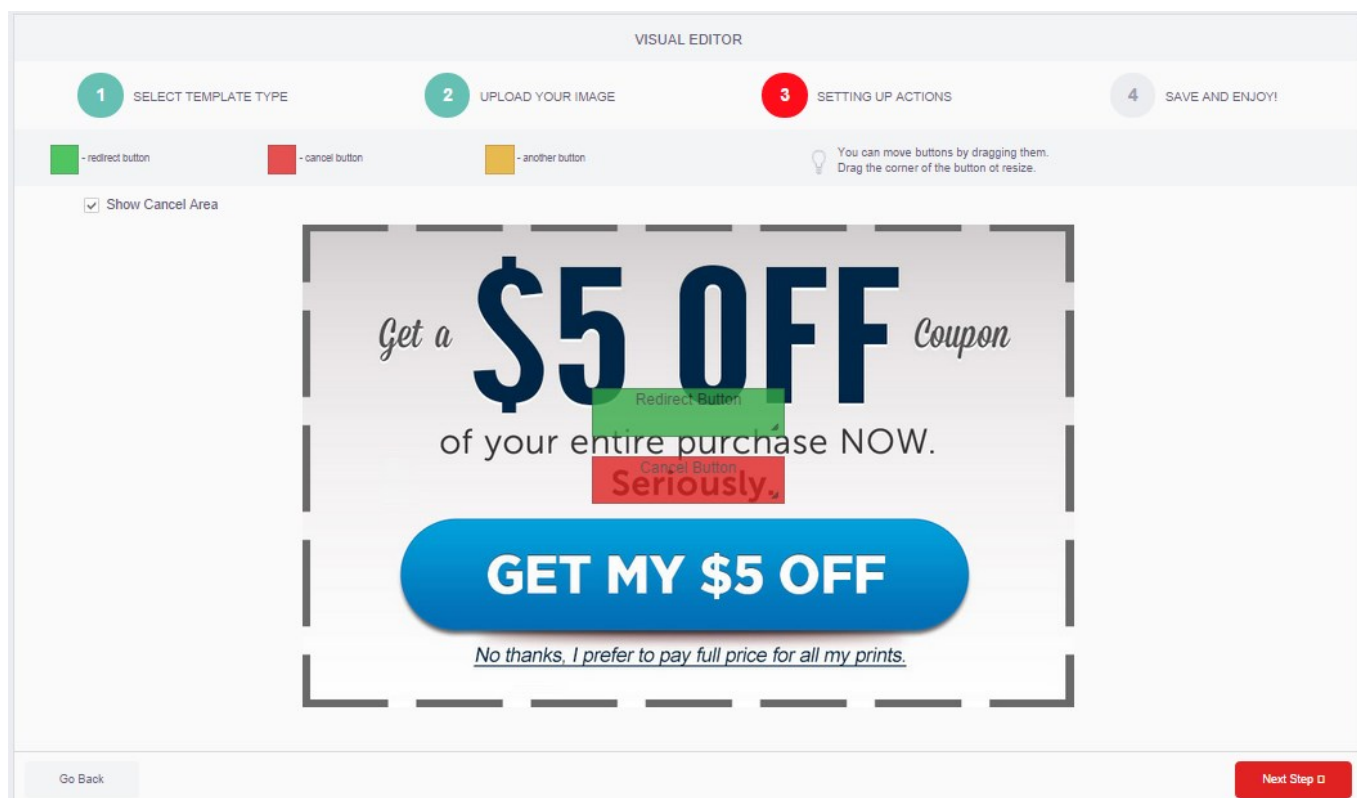 VISUAL EDITOR
1 SELECT TEMPLATE TYPE
2 UPLOAD YOUR IMAGE
3 SETTING UP ACTIONS
4 SAVE AND ENJOY!
- redirect button
- cancel button
- another button
You can move buttons by dragging them.
Drag the corner of the button ot resize.
Show Cancel Area
Get a $5 OFF Coupon
Redirect Button
of your entire purchase NOW.
Cancel Button
Seriously.
GET MY $5 OFF
No thanks, I prefer to pay full price for all my prints.
Go Back
Next Step